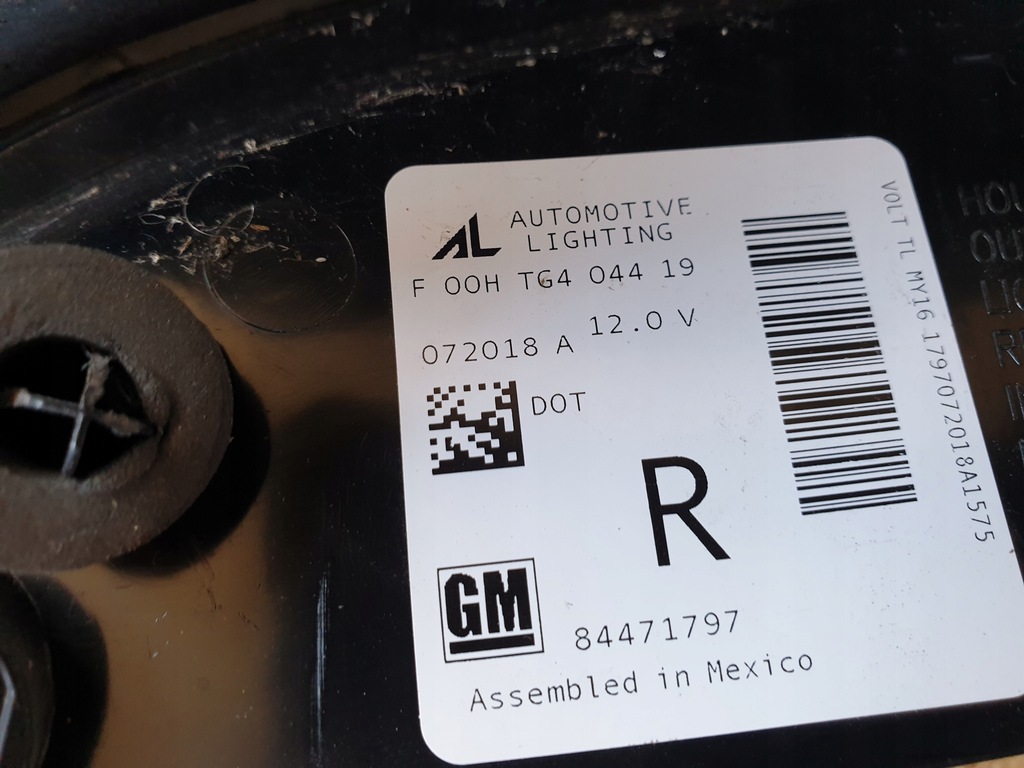 AL AUTOMOTIVE
LIGHTING
F 00H TG4 044 19
072018 A 12.0 V
DOT
R
GM
84471797
Assembled in Mexico
VOLT TL MY16 1797072018A1575